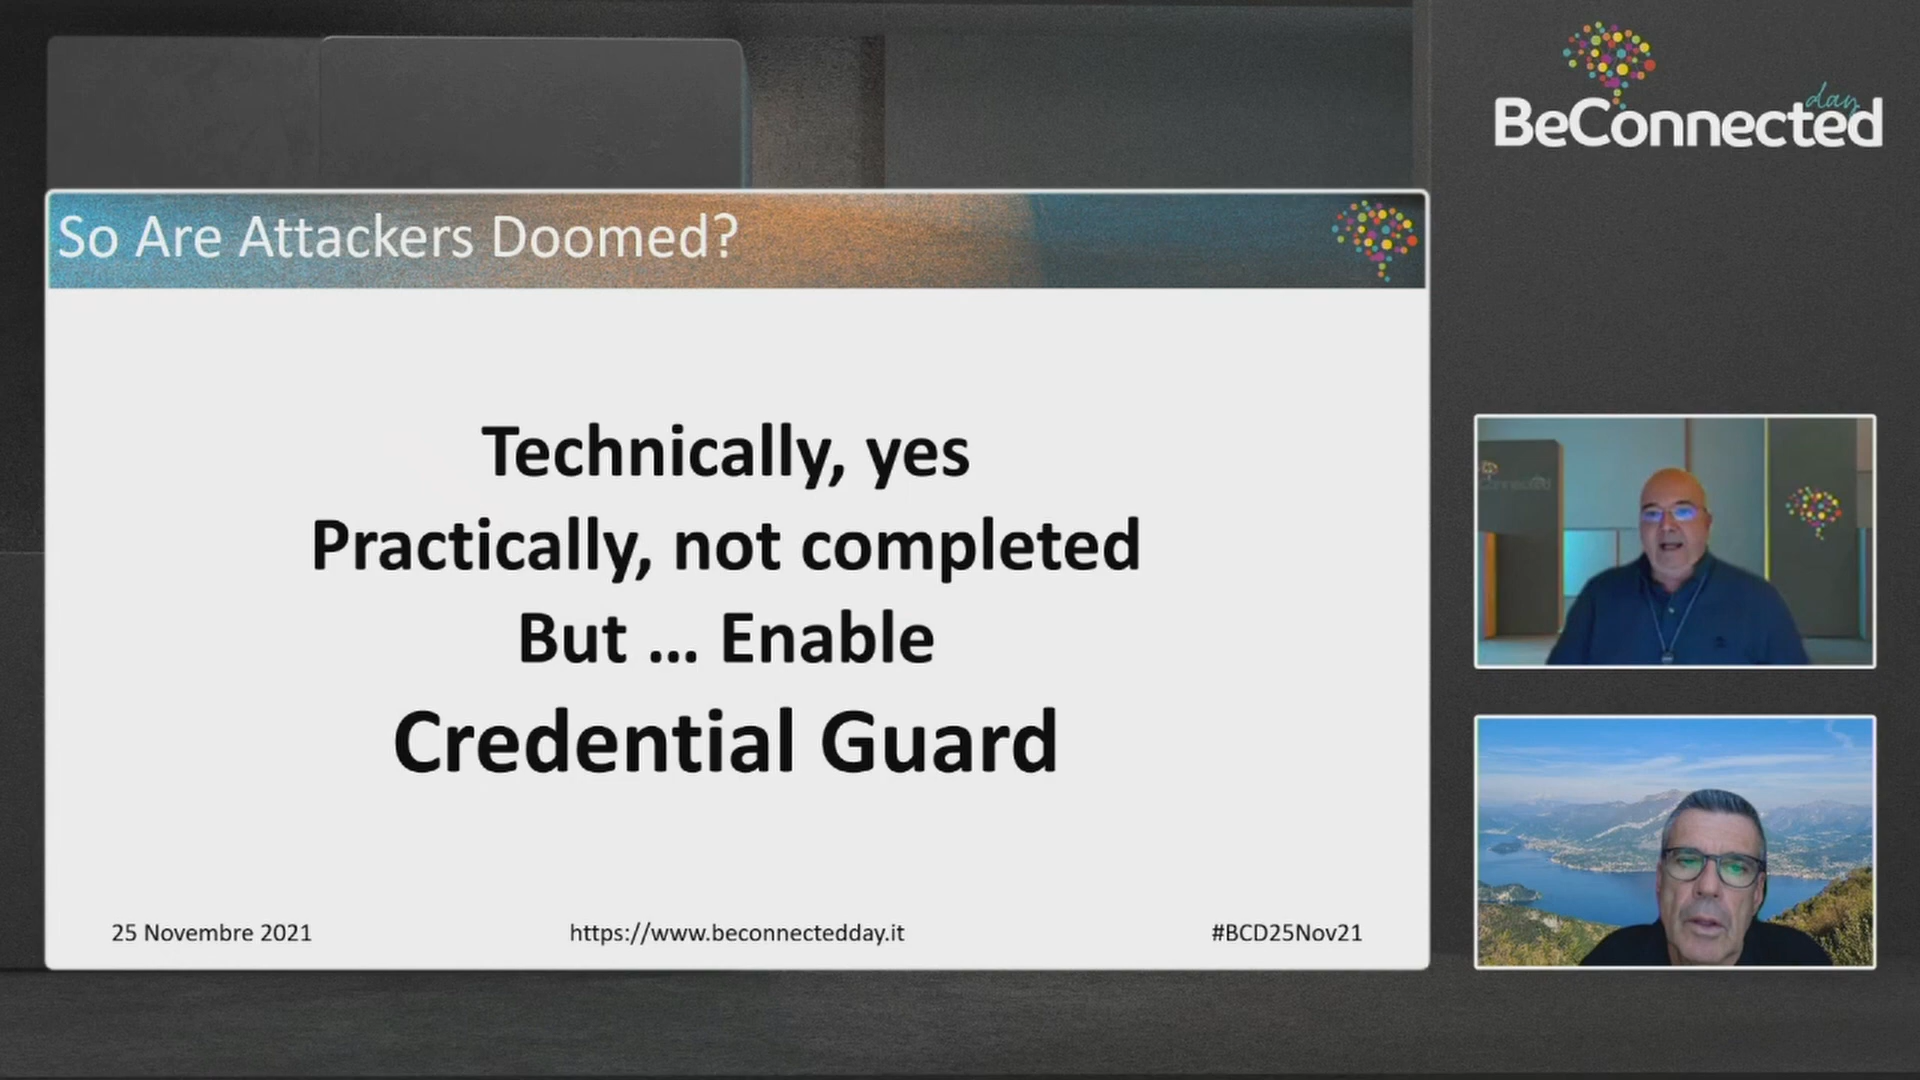 day
BeConnected
So Are Attackers Doomed?
Technically, yes
Practically, not completed
But ... Enable
Credential Guard
25 Novembre 2021
https://www.beconnectedday.it
#BCD25Nov21